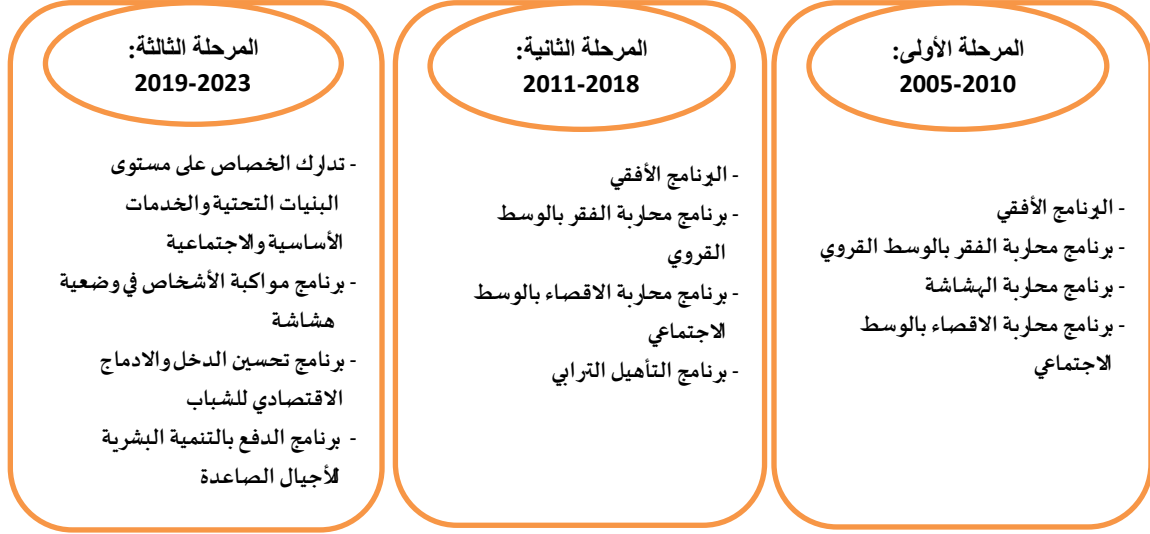 المرحلة الأولى:
2005-2010
- البرنامج الأفقي
- برنامج محاربة الفقر بالوسط القروي
- برنامج محاربة الهشاشة
- برنامج محاربة الاقصاء بالوسط
الاجتماعي
المرحلة الثانية:
2011-2018
- البرنامج الأفقي
- برنامج محاربة الفقر بالوسط
القروي
- برنامج محاربة الاقصاء بالوسط
الاجتماعي
- برنامج التأهيل الترابي
المرحلة الثالثة:
2019-2023
- تدارك الخصاص على مستوى
البنيات التحتية والخدمات
الأساسية والاجتماعية
- برنامج مواكبة الأشخاص في وضعية
هشاشة
- برنامج تحسين الدخل والادماج
الاقتصادي للشباب
- برنامج الدفع بالتنمية البشرية
للأجيال الصاعدة